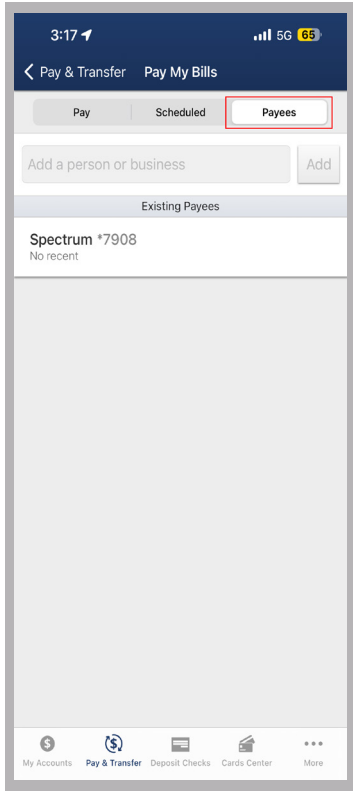 3:17 5G 65
Pay & Transfer Pay My Bills
Pay Scheduled Payees
Add a person or business Add
Existing Payees
Spectrum *7908
No recent
My Accounts Pay & Transfer Deposit Checks Cards Center More